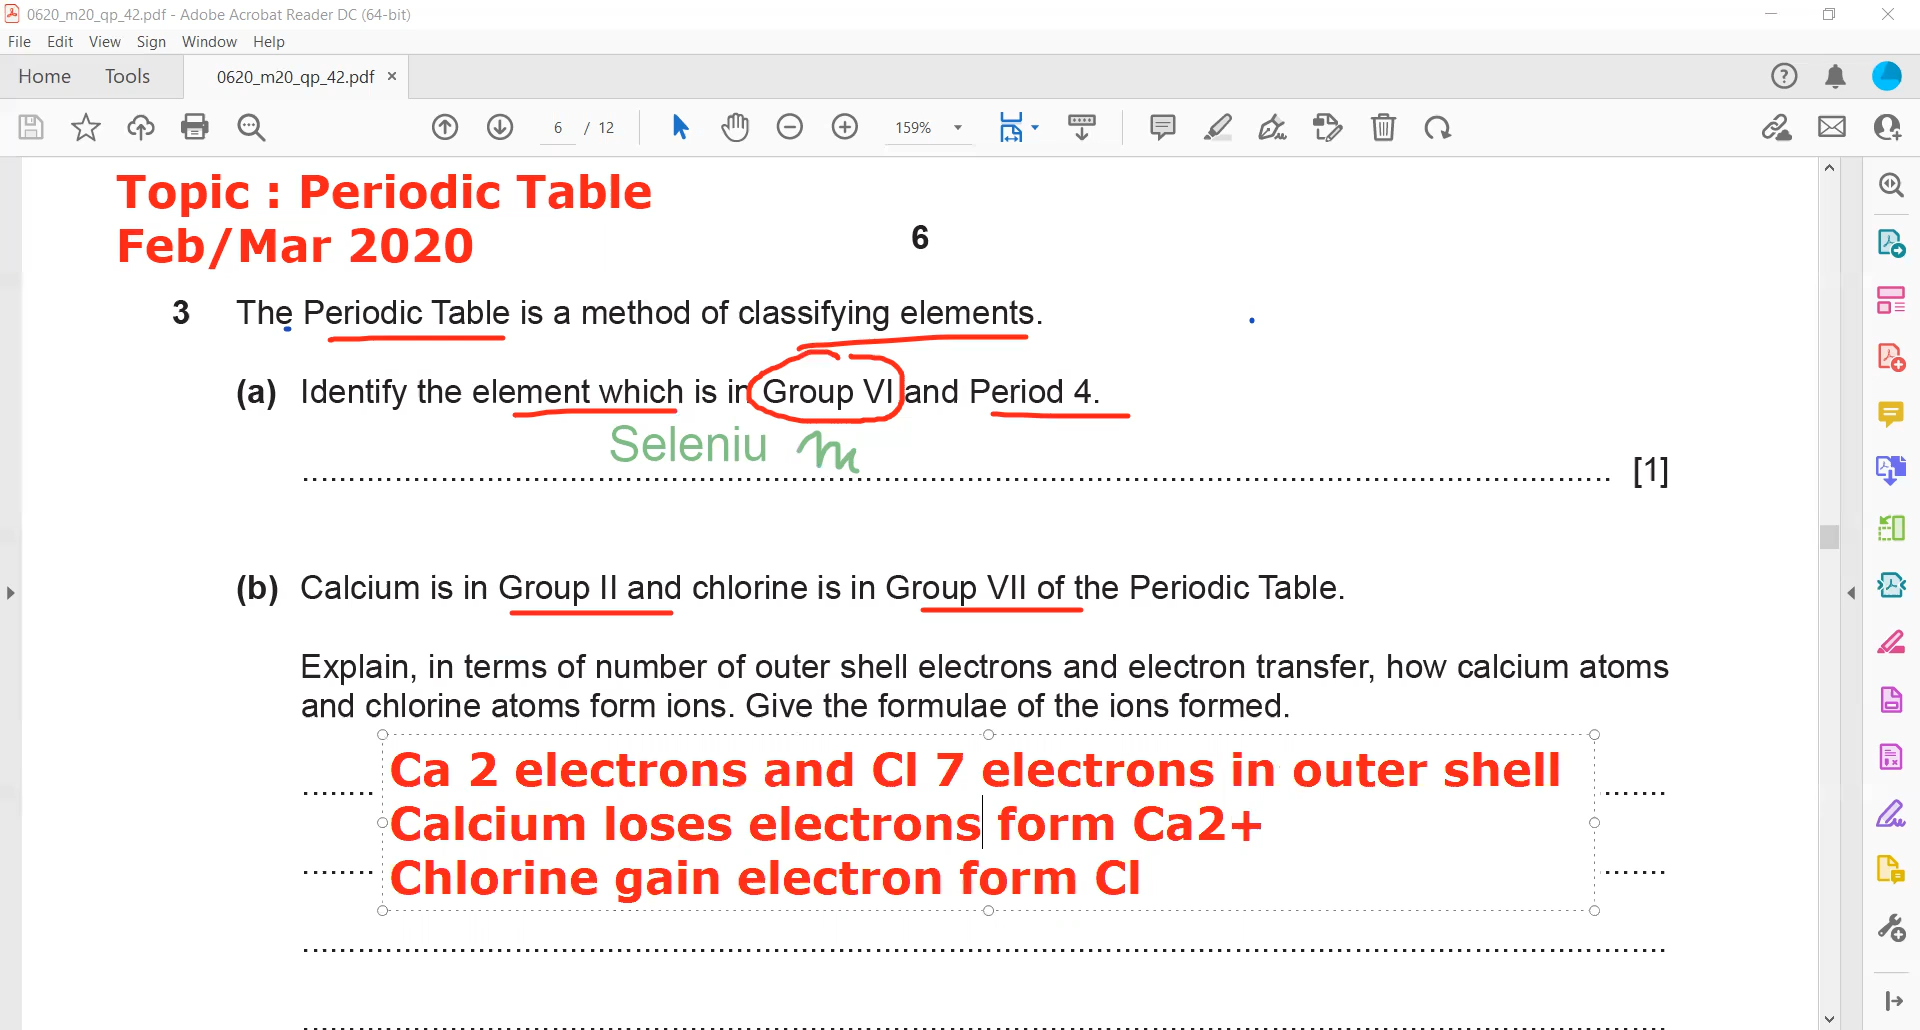 0620_m20_qp_42.pdf - Adobe Acrobat Reader DC (64-bit)
File Edit View Sign Window Help
Home Tools 0620_m20_qp_42.pdf ×
6 / 12 159%
Topic : Periodic Table
Feb/Mar 2020
6
3 The Periodic Table is a method of classifying elements.
(a) Identify the element which is in Group VI and Period 4.
Seleniu m
[1]
(b) Calcium is in Group II and chlorine is in Group VII of the Periodic Table.
Explain, in terms of number of outer shell electrons and electron transfer, how calcium atoms
and chlorine atoms form ions. Give the formulae of the ions formed.
Ca 2 electrons and Cl 7 electrons in outer shell
Calcium loses electrons form Ca2+
Chlorine gain electron form Cl